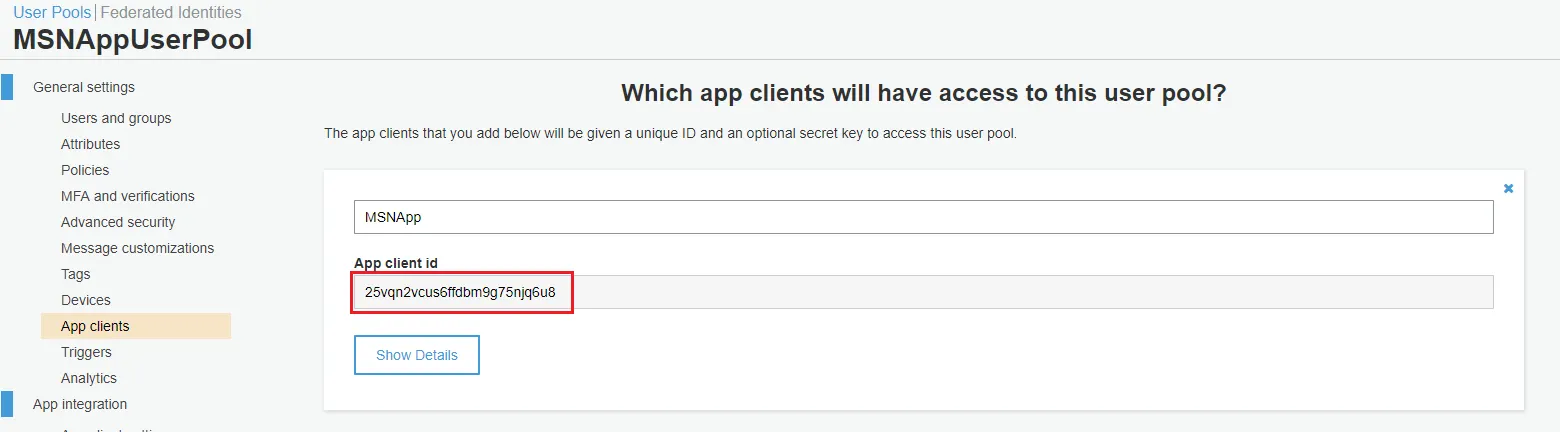 User Pools | Federated Identities
MSNAppUserPool
General settings
Users and groups
Attributes
Policies
MFA and verifications
Advanced security
Message customizations
Tags
Devices
App clients
Triggers
Analytics
App integration
Which app clients will have access to this user pool?
The app clients that you add below will be given a unique ID and an optional secret key to access this user pool.
MSNApp
App client id
25vqn2vcus6ffdbm9g75njq6u8
Show Details